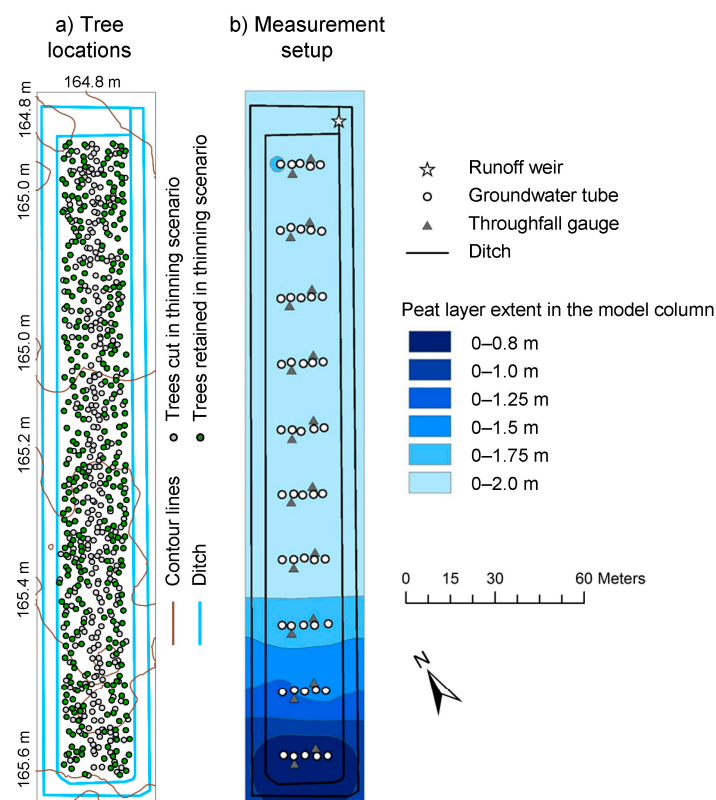 a) Tree
locations
b) Measurement
setup
164.8 m
164.8 m
165.0 m
165.0 m
165.2 m
165.4 m
165.6 m
Trees cut in thinning scenario
Trees retained in thinning scenario
Contour lines
Ditch
Runoff weir
Groundwater tube
Throughfall gauge
Ditch
Peat layer extent in the model column
0–0.8 m
0–1.0 m
0–1.25 m
0–1.5 m
0–1.75 m
0–2.0 m
0 15 30 60 Meters
N